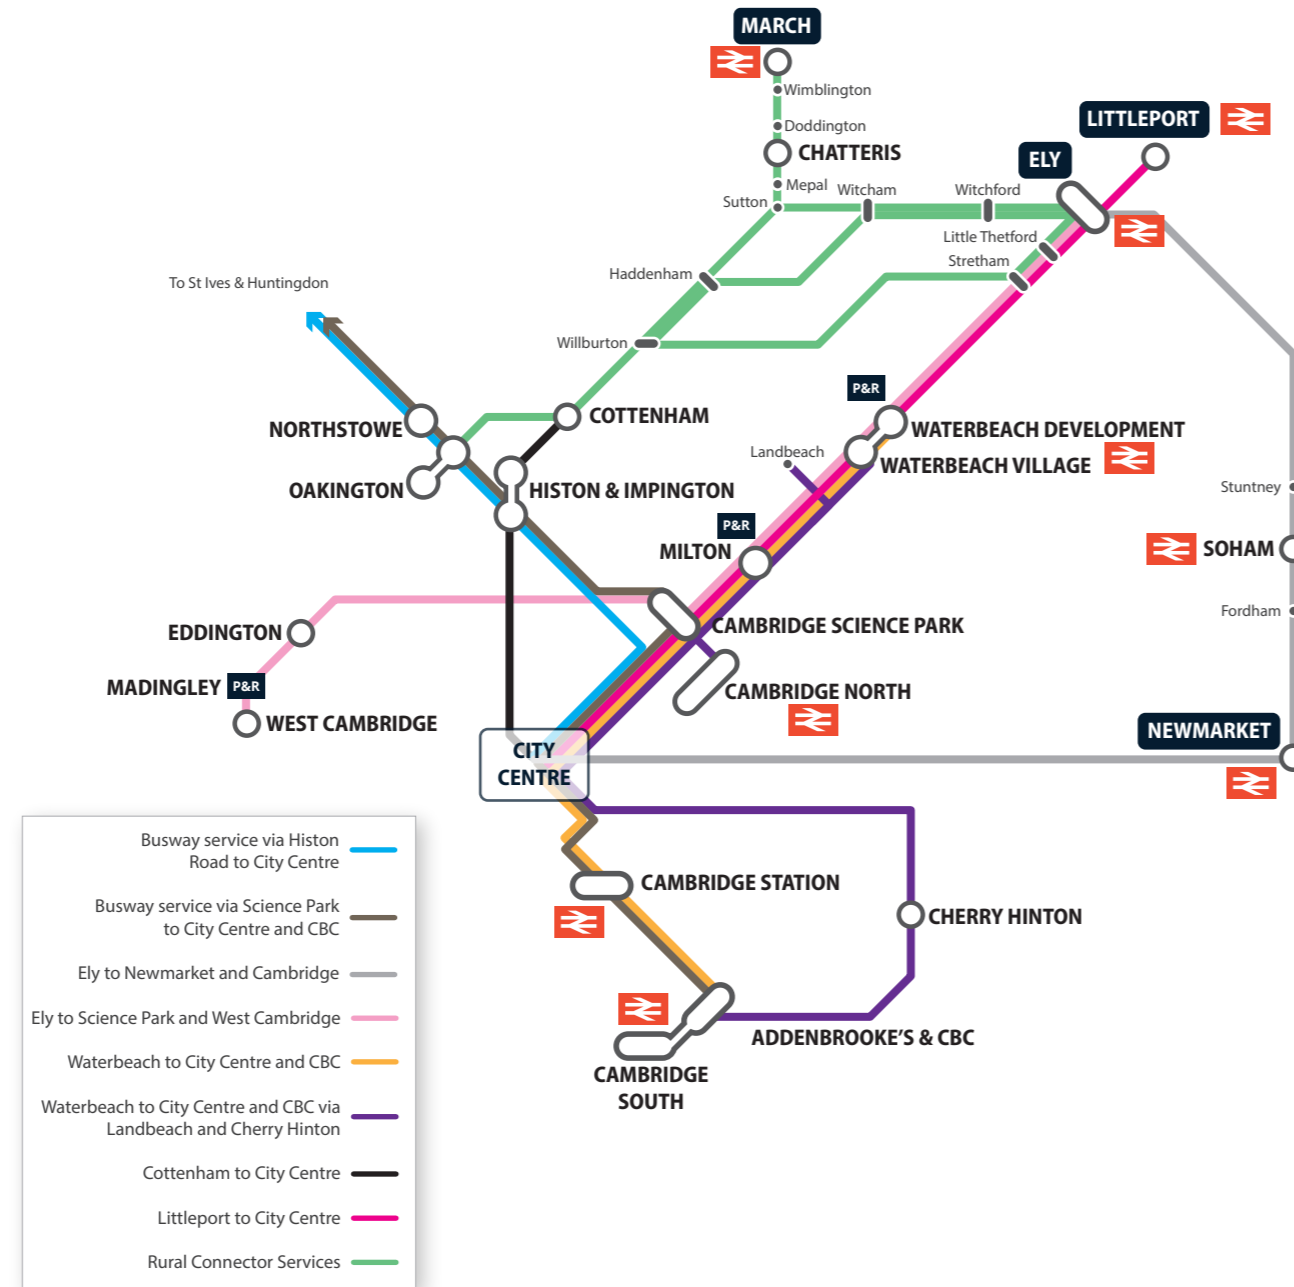 MARCH
Wimblington
Doddington
CHATTERIS
Mepal
Sutton
Witcham
Witchford
ELY
LITTLEPORT
Little Thetford
Stretham
Haddenham
To St Ives & Huntingdon
Willburton
P&R
NORTHSTOWE
COTTENHAM
WATERBEACH DEVELOPMENT
Landbeach
WATERBEACH VILLAGE
OAKINGTON
HISTON & IMPINGTON
Stuntney
P&R
MILTON
SOHAM
Fordham
EDDINGTON
CAMBRIDGE SCIENCE PARK
MADINGLEY P&R
CAMBRIDGE NORTH
WEST CAMBRIDGE
NEWMARKET
CITY
CENTRE
CAMBRIDGE STATION
CHERRY HINTON
ADDENBROOKE'S & CBC
CAMBRIDGE
SOUTH
Busway service via Histon
Road to City Centre
Busway service via Science Park
to City Centre and CBC
Ely to Newmarket and Cambridge
Ely to Science Park and West Cambridge
Waterbeach to City Centre and CBC
Waterbeach to City Centre and CBC via
Landbeach and Cherry Hinton
Cottenham to City Centre
Littleport to City Centre
Rural Connector Services